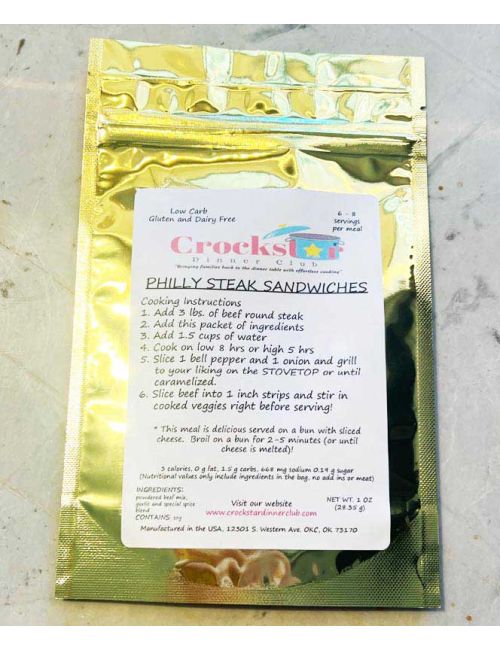 Low Carb
Gluten and Dairy Free
6 - 8
servings
per meal
Crockstar
Dinner Club
"Bringing families back to the dinner table with effortless cooking"
PHILLY STEAK SANDWICHES
Cooking Instructions
1. Add 3 lbs. of beef round steak
2. Add this packet of ingredients
3. Add 1.5 cups of water
4. Cook on low 8 hrs or high 5 hrs
5. Slice 1 bell pepper and 1 onion and grill
to your liking on the STOVETOP or until
caramelized.
6. Slice beef into 1 inch strips and stir in
cooked veggies right before serving!
* This meal is delicious served on a bun with sliced
cheese. Broil on a bun for 2-5 minutes (or until
cheese is melted)!
5 calories, 0 g fat, 1.5 g carbs, 668 mg sodium 0.19 g sugar
(Nutritional values only include ingredients in the bag, no add ins or meat)
INGREDIENTS:
powdered beef mix,
garlic and special spice
blend
CONTAINS: soy
Visit our website
www.crockstardinnerclub.com
NET WT. 1 OZ
(28.35 g)
Manufactured in the USA, 12301 S. Western Ave. OKC, OK 73170